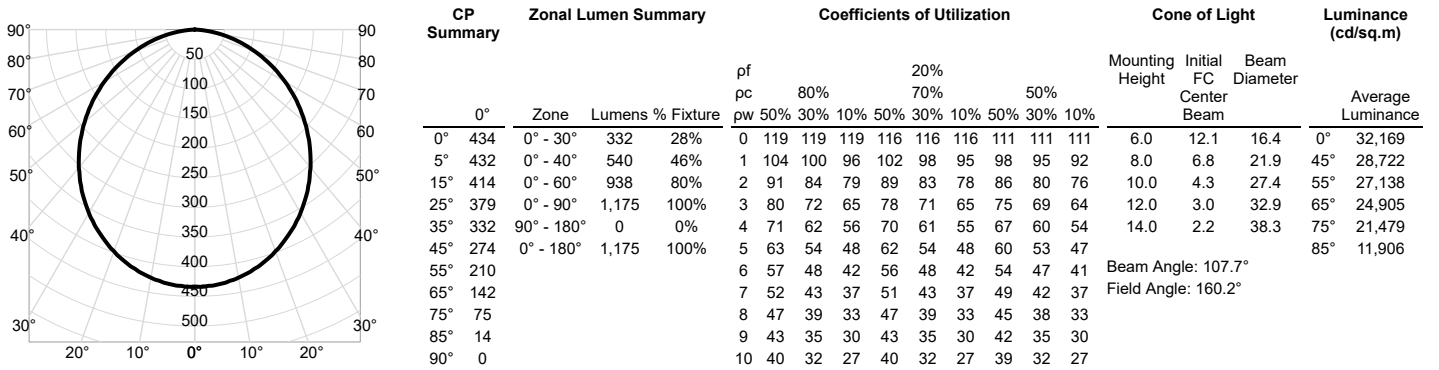 90° 90
80° 80
70° 70
60° 60
50° 50°
40° 40°
30° 30°
20° 10° 0° 10° 20°
50
100
150
200
250
300
350
400
450
500
CP Summary
0°
0° 434
5° 432
15° 414
25° 379
35° 332
45° 274
55° 210
65° 142
75° 75
85° 14
90° 0
Zonal Lumen Summary
Zone Lumens % Fixture
0° - 30° 332 28%
0° - 40° 540 46%
0° - 60° 938 80%
0° - 90° 1,175 100%
90° - 180° 0 0%
0° - 180° 1,175 100%
Coefficients of Utilization
ρf 20%
ρc 80% 70% 50%
ρw 50% 30% 10% 50% 30% 10% 50% 30% 10%
0 119 119 119 116 116 116 111 111 111
1 104 100 96 102 98 95 98 95 92
2 91 84 79 89 83 78 86 80 76
3 80 72 65 78 71 65 75 69 64
4 71 62 56 70 61 55 67 60 54
5 63 54 48 62 54 48 60 53 47
6 57 48 42 56 48 42 54 47 41
7 52 43 37 51 43 37 49 42 37
8 47 39 33 47 39 33 45 38 33
9 43 35 30 43 35 30 42 35 30
10 40 32 27 40 32 27 39 32 27
Cone of Light
Mounting Height Initial FC Center Beam Beam Diameter
6.0 12.1 16.4
8.0 6.8 21.9
10.0 4.3 27.4
12.0 3.0 32.9
14.0 2.2 38.3
Beam Angle: 107.7°
Field Angle: 160.2°
Luminance
(cd/sq.m)
Average
Luminance
0° 32,169
45° 28,722
55° 27,138
65° 24,905
75° 21,479
85° 11,906